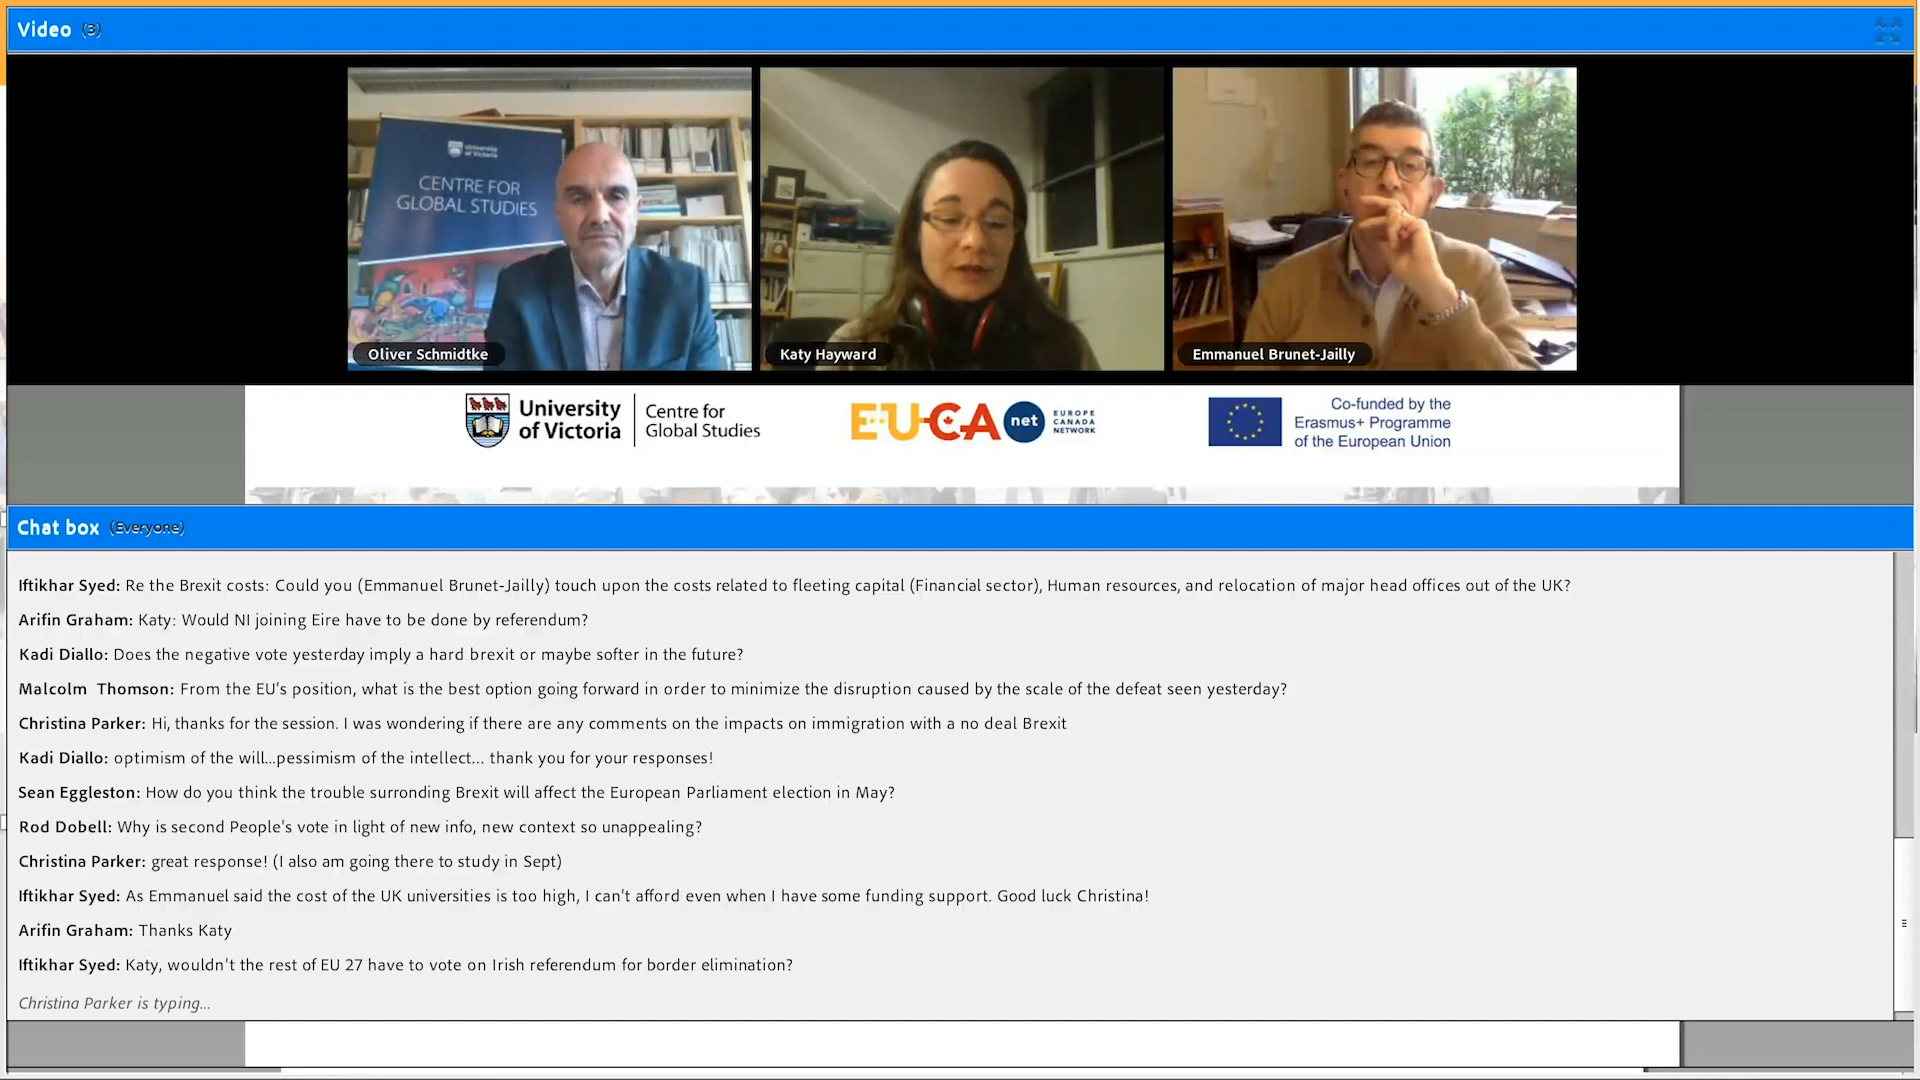 Video (3)
University of Victoria
CENTRE FOR
GLOBAL STUDIES
Oliver Schmidtke
Katy Hayward
Emmanuel Brunet-Jailly
University
of Victoria
Centre for
Global Studies
EU-CA net
EUROPE
CANADA
NETWORK
Co-funded by the
Erasmus+ Programme
of the European Union
Chat box (Everyone)
Iftikhar Syed: Re the Brexit costs: Could you (Emmanuel Brunet-Jailly) touch upon the costs related to fleeting capital (Financial sector), Human resources, and relocation of major head offices out of the UK?
Arifin Graham: Katy: Would NI joining Eire have to be done by referendum?
Kadi Diallo: Does the negative vote yesterday imply a hard brexit or maybe softer in the future?
Malcolm Thomson: From the EU's position, what is the best option going forward in order to minimize the disruption caused by the scale of the defeat seen yesterday?
Christina Parker: Hi, thanks for the session. I was wondering if there are any comments on the impacts on immigration with a no deal Brexit
Kadi Diallo: optimism of the will...pessimism of the intellect... thank you for your responses!
Sean Eggleston: How do you think the trouble surronding Brexit will affect the European Parliament election in May?
Rod Dobell: Why is second People's vote in light of new info, new context so unappealing?
Christina Parker: great response! (I also am going there to study in Sept)
Iftikhar Syed: As Emmanuel said the cost of the UK universities is too high, I can't afford even when I have some funding support. Good luck Christina!
Arifin Graham: Thanks Katy
Iftikhar Syed: Katy, wouldn't the rest of EU 27 have to vote on Irish referendum for border elimination?
Christina Parker is typing...